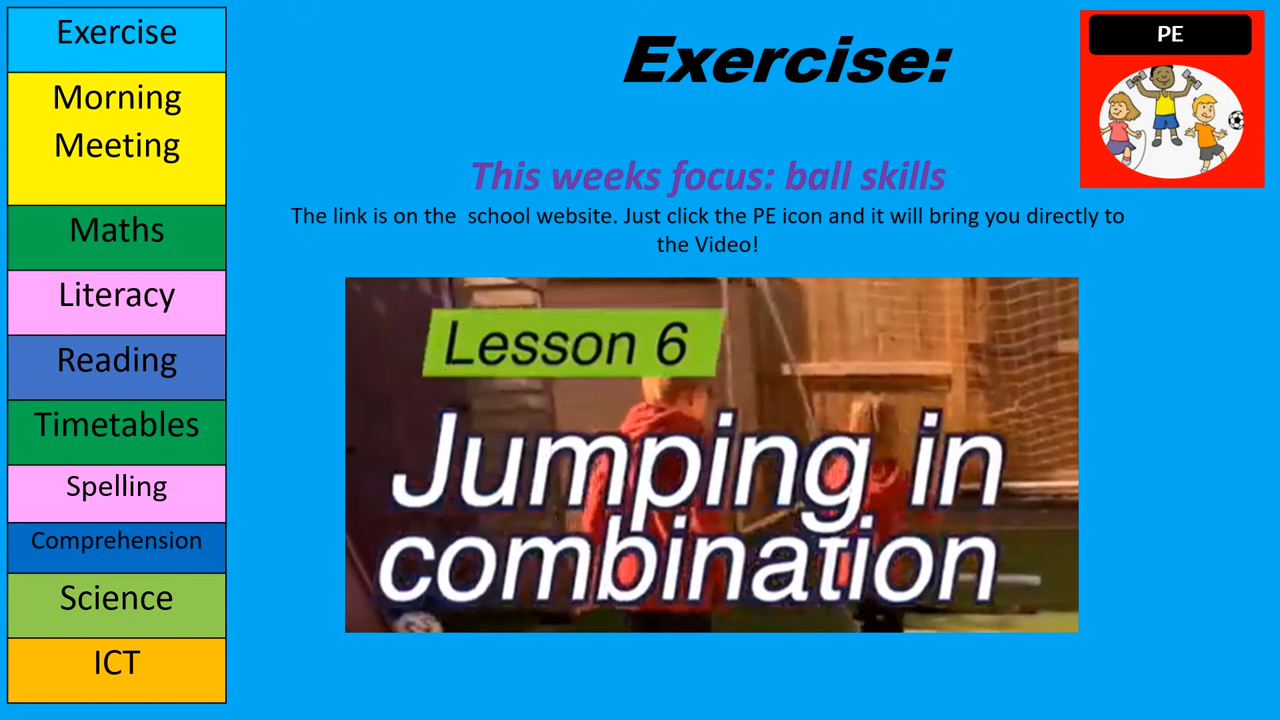 Exercise
Morning
Meeting
Maths
Literacy
Reading
Timetables
Spelling
Comprehension
Science
ICT
Exercise:
PE
This weeks focus: ball skills
The link is on the  school website. Just click the PE icon and it will bring you directly to
the Video!
Lesson 6
Jumping in
combination